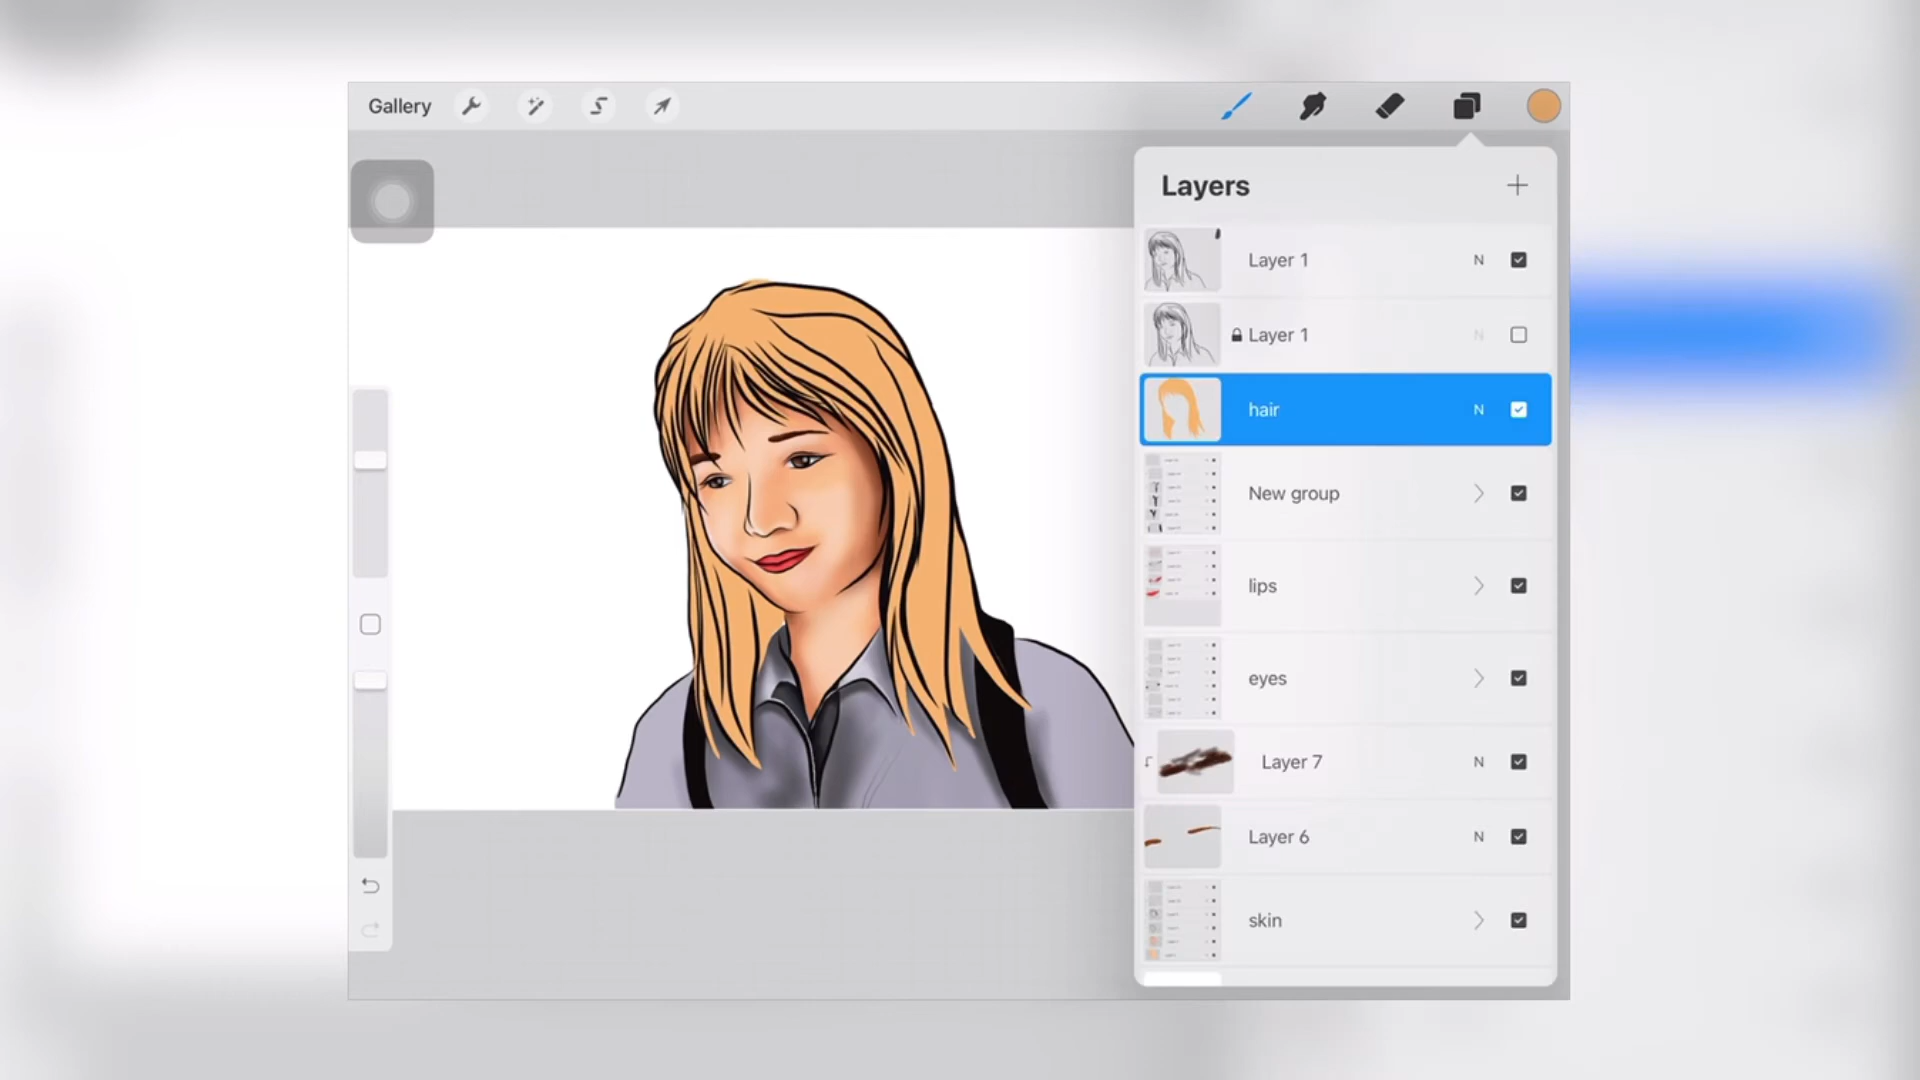 Gallery
Layers
Layer 1 N
Layer 1 N
hair N
New group
lips
eyes
Layer 7 N
Layer 6 N
skin